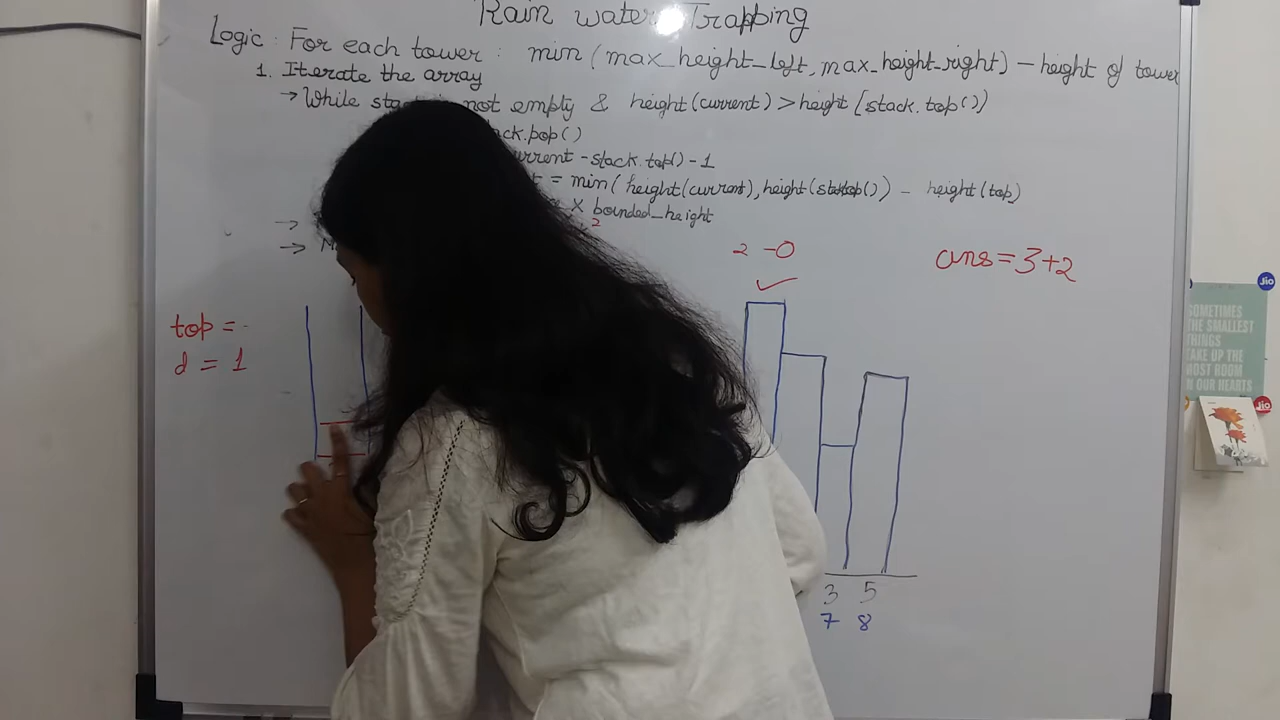 Rain water Trapping
Logic : For each tower : min (max_height_left, max_height_right) - height of tower
1. Iterate the array
→ While stack is not empty & height(current) > height [stack.top()]
stack.pop()
current - stack.top() - 1
= min( height(current), height(stack.top()) - height(top)
X bounded_height
→
→
2
2 - 0
ans = 3+2
top =
d = 1
3 5
7 8
SOMETIMES
THE SMALLEST
THINGS
TAKE UP THE
MOST ROOM
IN OUR HEARTS
Jio
Jio